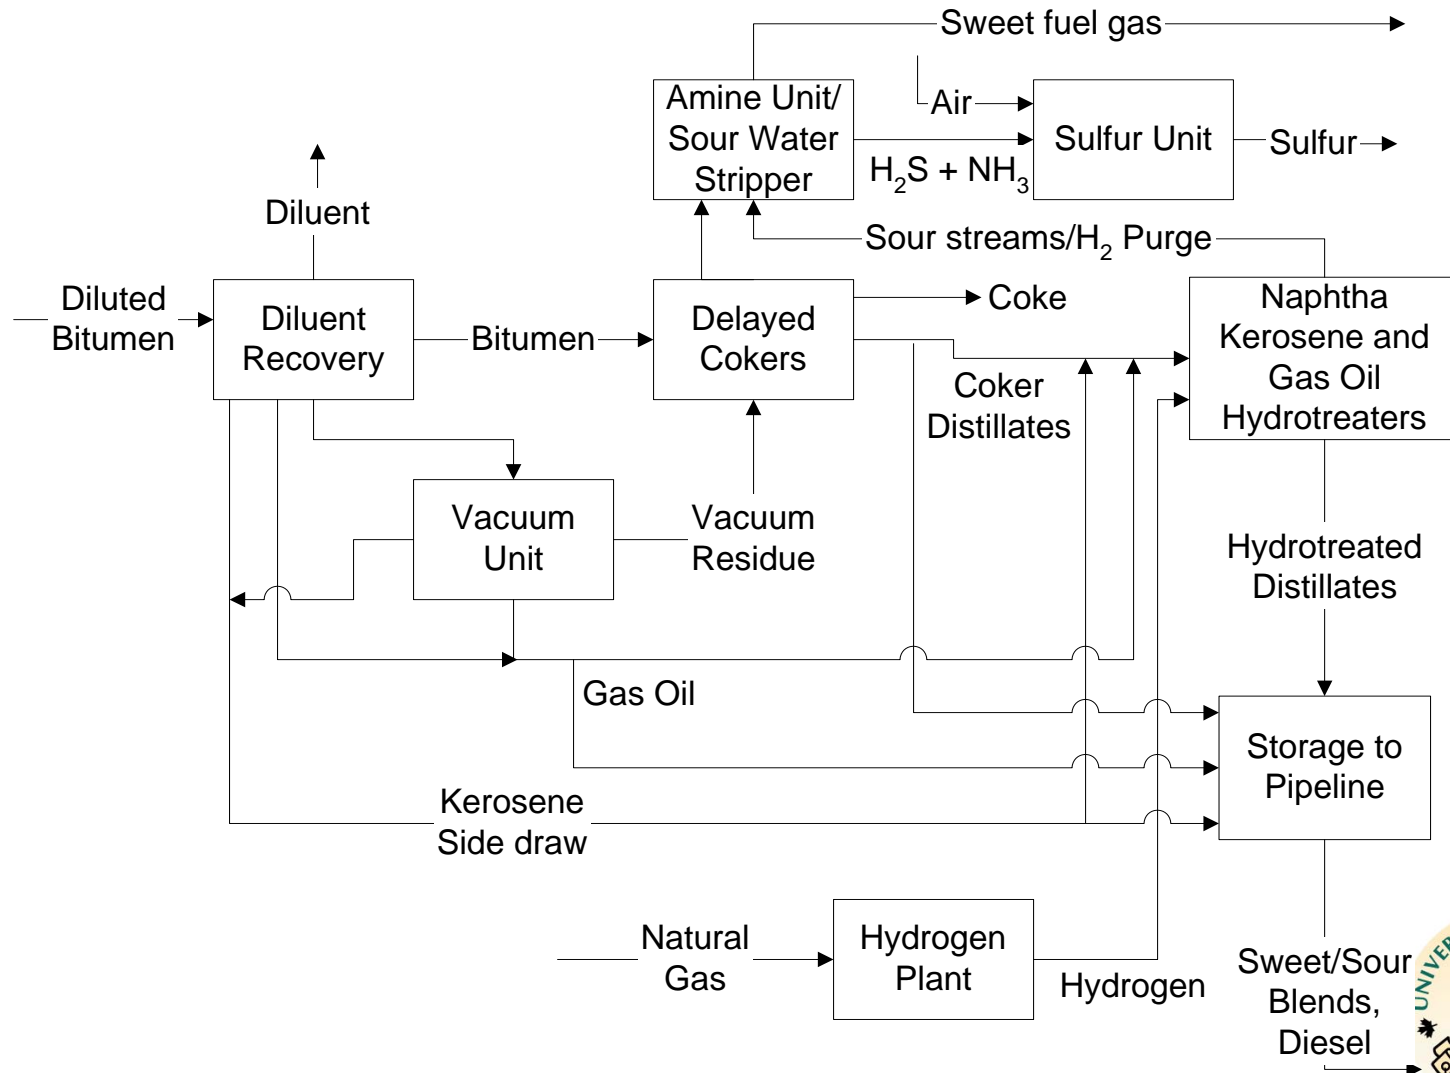 Sweet fuel gas
Amine Unit/
Sour Water
Stripper
Air
Sulfur Unit
Sulfur
H₂S + NH₃
Diluent
Sour streams/H₂ Purge
Diluted
Bitumen
Diluent
Recovery
Bitumen
Delayed
Cokers
Coke
Naphtha
Kerosene and
Gas Oil
Hydrotreaters
Coker
Distillates
Vacuum
Unit
Vacuum
Residue
Hydrotreated
Distillates
Gas Oil
Storage to
Pipeline
Kerosene
Side draw
Natural
Gas
Hydrogen
Plant
Hydrogen
Sweet/Sour
Blends,
Diesel